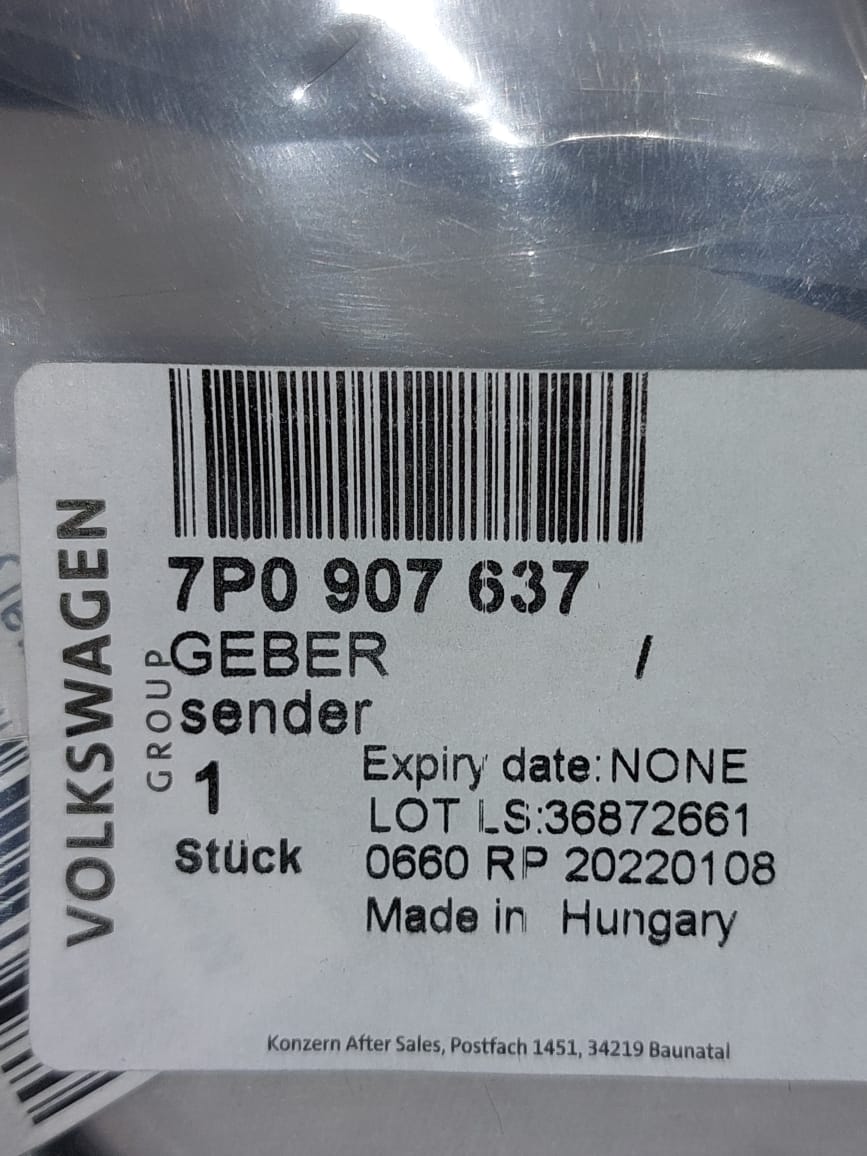 VOLKSWAGEN
GROUP
7P0 907 637
GEBER /
sender
1
Stück
Expiry date: NONE
LOT LS:36872661
0660 RP 20220108
Made in Hungary
Konzern After Sales, Postfach 1451, 34219 Baunatal